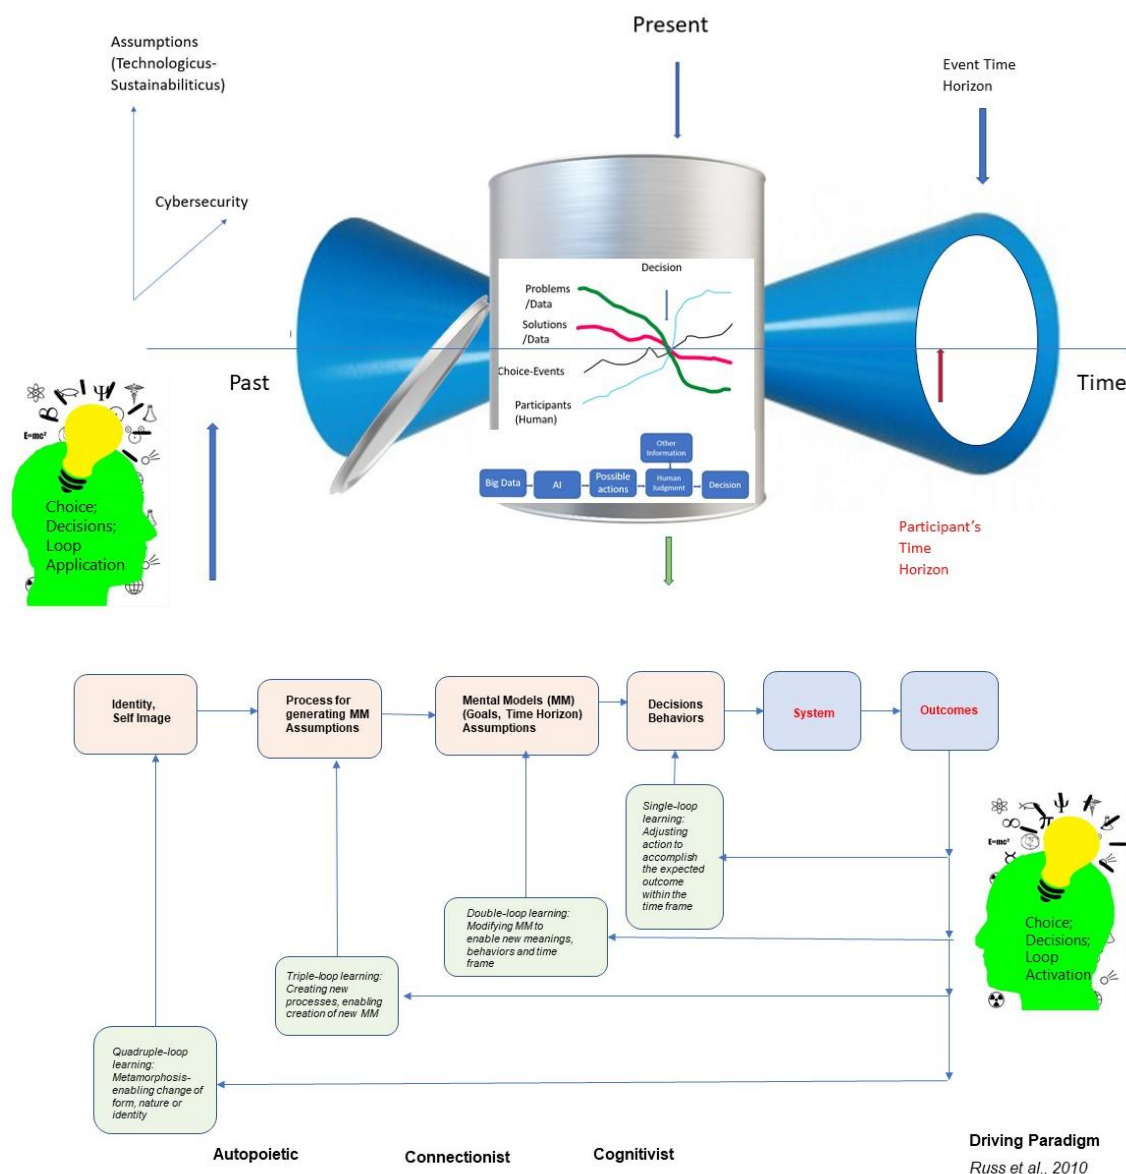 Present
Assumptions
(Technologicus-
Sustainabiliticus)
Event Time
Horizon
Cybersecurity
Decision
Problems
/Data
Solutions
/Data
Choice-Events
Participants
(Human)
Past
Time
Other
Information
Big Data
AI
Possible
actions
Human
Judgment
Decision
E=mc²
Choice;
Decisions;
Loop
Application
Participant's
Time
Horizon
Identity,
Self Image
Process for
generating MM
Assumptions
Mental Models (MM)
(Goals, Time Horizon)
Assumptions
Decisions
Behaviors
System
Outcomes
Single-loop
learning:
Adjusting
action to
accomplish
the expected
outcome
within the
time frame
E=mc²
Choice;
Decisions;
Loop
Activation
Double-loop learning:
Modifying MM to
enable new meanings,
behaviors and time
frame
Triple-loop learning:
Creating new
processes, enabling
creation of new MM
Quadruple-loop
learning:
Metamorphosis-
enabling change of
form, nature or
identity
Autopoietic
Connectionist
Cognitivist
Driving Paradigm
Russ et al., 2010